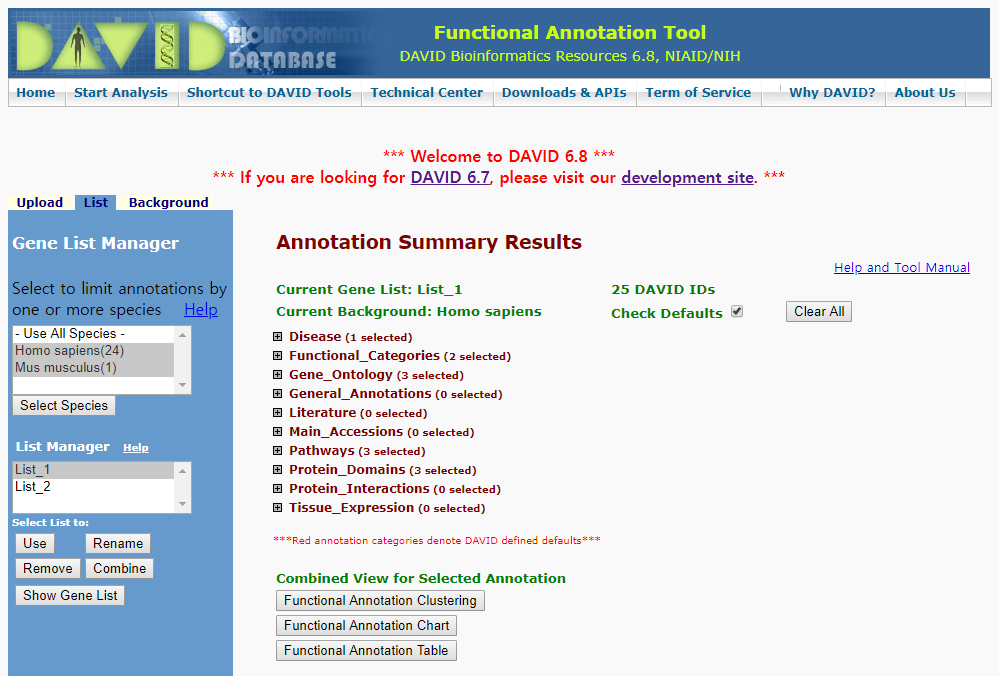 DAVID BIOINFORMATICS DATABASE
Functional Annotation Tool
DAVID Bioinformatics Resources 6.8, NIAID/NIH
Home Start Analysis Shortcut to DAVID Tools Technical Center Downloads & APIs Term of Service Why DAVID? About Us
*** Welcome to DAVID 6.8 ***
*** If you are looking for DAVID 6.7, please visit our development site. ***
Upload List Background
Gene List Manager
Select to limit annotations by
one or more species Help
- Use All Species -
Homo sapiens(24)
Mus musculus(1)
Select Species
List Manager Help
List_1
List_2
Select List to:
Use Rename
Remove Combine
Show Gene List
Annotation Summary Results
Help and Tool Manual
Current Gene List: List_1 25 DAVID IDs
Current Background: Homo sapiens Check Defaults Clear All
Disease (1 selected)
Functional_Categories (2 selected)
Gene_Ontology (3 selected)
General_Annotations (0 selected)
Literature (0 selected)
Main_Accessions (0 selected)
Pathways (3 selected)
Protein_Domains (3 selected)
Protein_Interactions (0 selected)
Tissue_Expression (0 selected)
***Red annotation categories denote DAVID defined defaults***
Combined View for Selected Annotation
Functional Annotation Clustering
Functional Annotation Chart
Functional Annotation Table